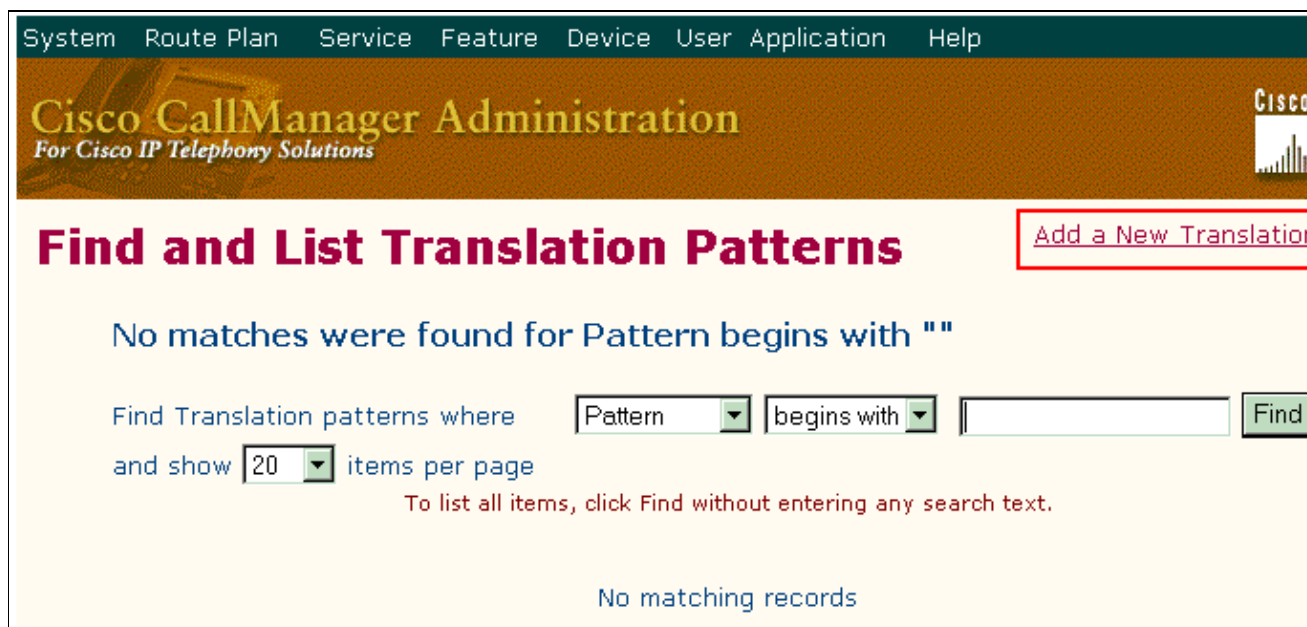 System Route Plan Service Feature Device User Application Help
Cisco CallManager Administration
For Cisco IP Telephony Solutions
Cisco
Find and List Translation Patterns
Add a New Translation
No matches were found for Pattern begins with ""
Find Translation patterns where Pattern begins with Find
and show 20 items per page
To list all items, click Find without entering any search text.
No matching records